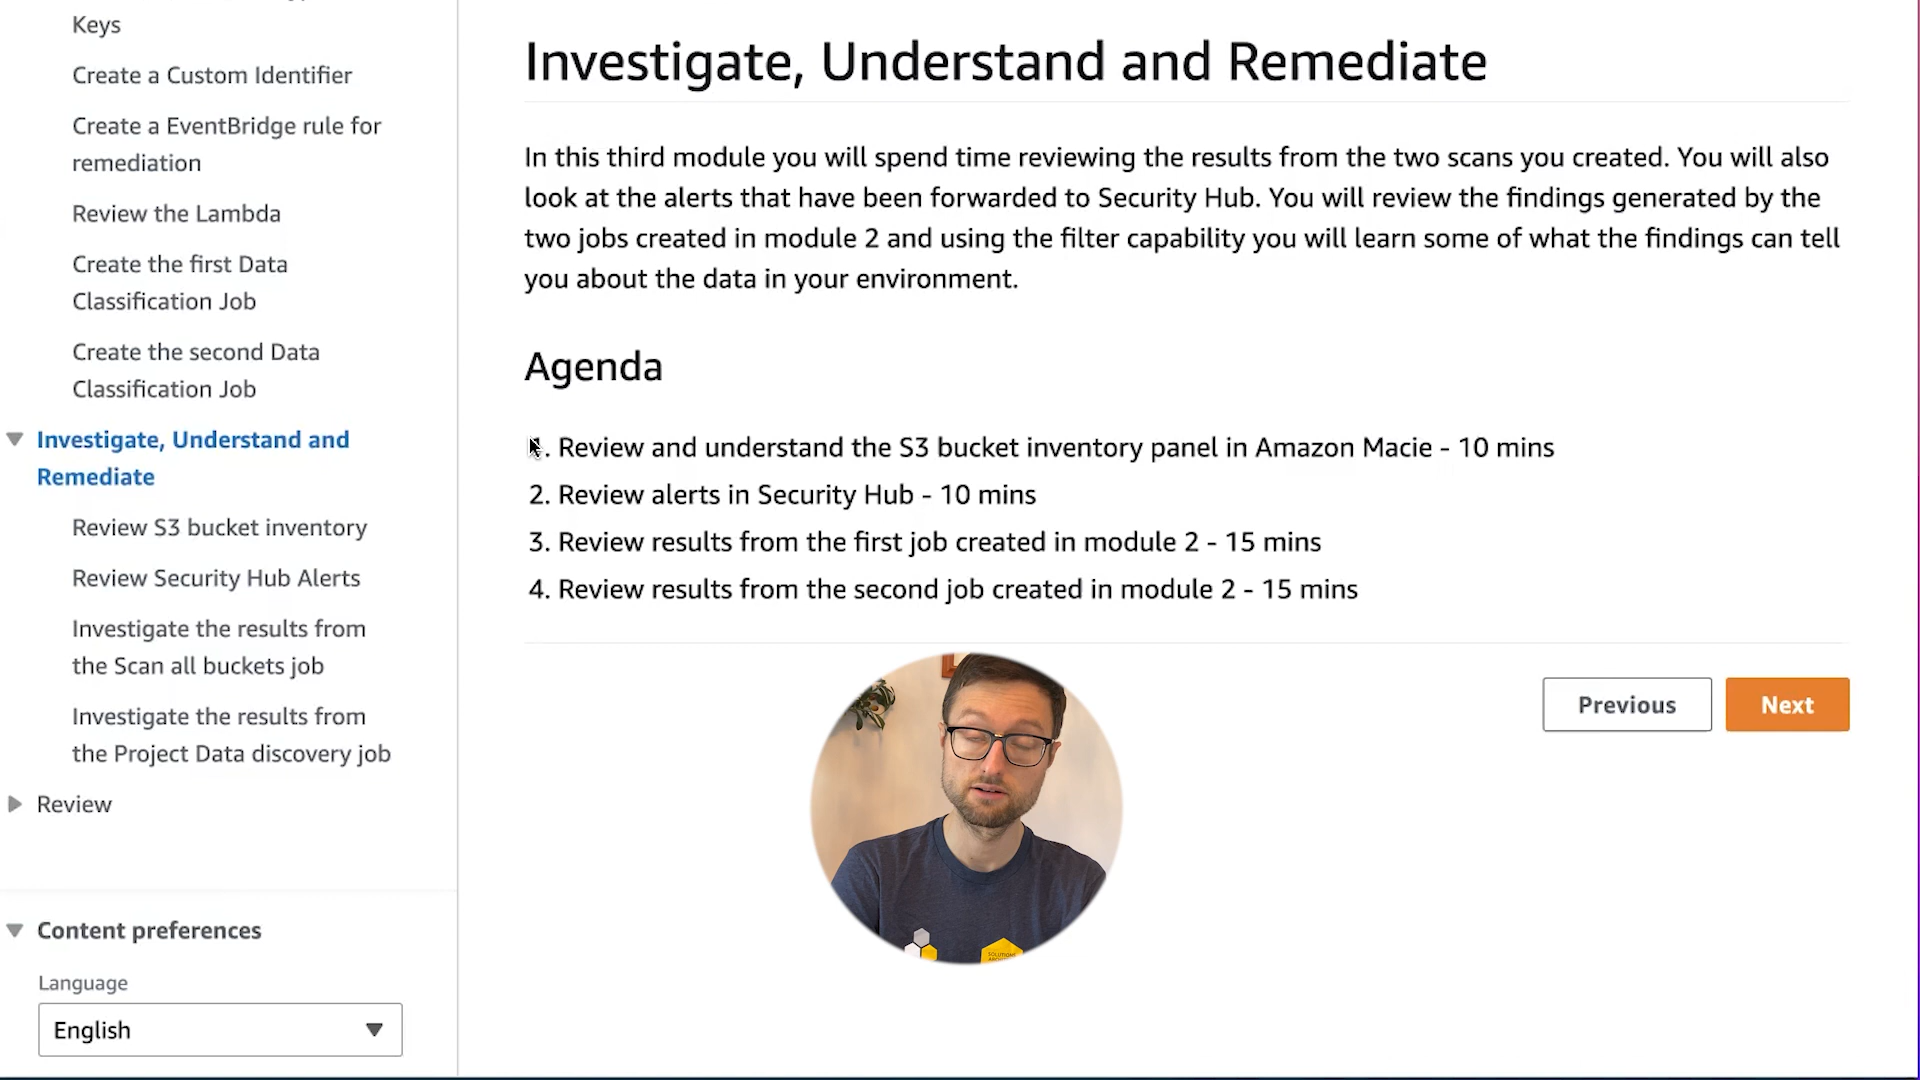 Keys
Create a Custom Identifier
Create a EventBridge rule for
remediation
Review the Lambda
Create the first Data
Classification Job
Create the second Data
Classification Job
Investigate, Understand and
Remediate
Review S3 bucket inventory
Review Security Hub Alerts
Investigate the results from
the Scan all buckets job
Investigate the results from
the Project Data discovery job
Review
Content preferences
Language
English
Investigate, Understand and Remediate
In this third module you will spend time reviewing the results from the two scans you created. You will also
look at the alerts that have been forwarded to Security Hub. You will review the findings generated by the
two jobs created in module 2 and using the filter capability you will learn some of what the findings can tell
you about the data in your environment.
Agenda
1. Review and understand the S3 bucket inventory panel in Amazon Macie - 10 mins
2. Review alerts in Security Hub - 10 mins
3. Review results from the first job created in module 2 - 15 mins
4. Review results from the second job created in module 2 - 15 mins
Previous
Next
SOLUTIONS